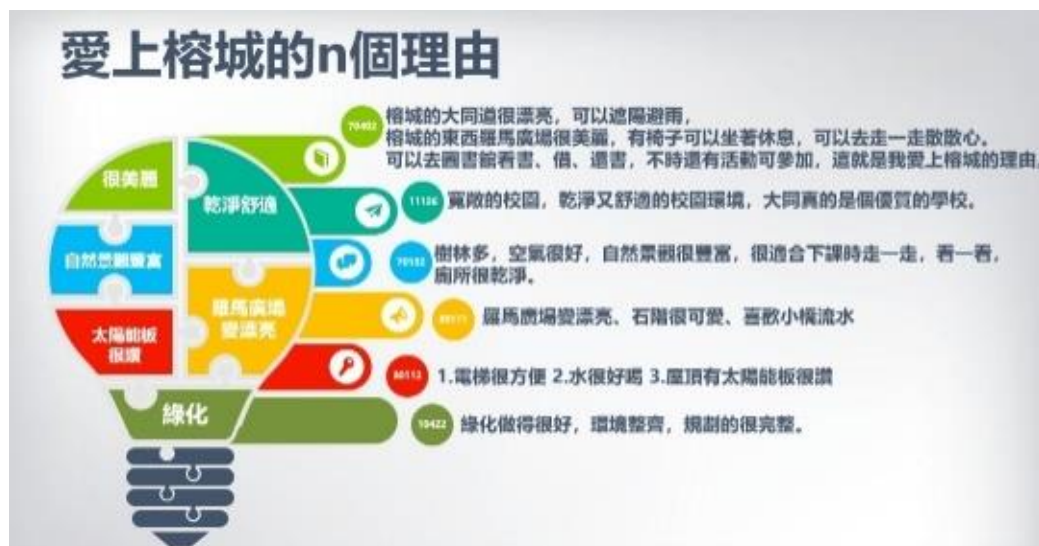 愛上榕城的n個理由
很美麗
乾淨舒適
自然景觀豐富
羅馬廣場
變漂亮
太陽能板
很讚
綠化
70402
榕城的大同道很漂亮，可以遮陽避雨，
榕城的東西羅馬廣場很美麗，有椅子可以坐著休息，可以去走一走散散心。
可以去圖書館看書、借、還書，不時還有活動可參加，這就是我愛上榕城的理由。
寬敞的校園，乾淨又舒適的校園環境，大同真的是個優質的學校。
樹林多，空氣很好，自然景觀很豐富，很適合下課時走一走，看一看，
廁所很乾淨。
羅馬廣場變漂亮、石階很可愛、喜歡小橋流水
1.電梯很方便 2.水很好喝 3.屋頂有太陽能板很讚
10422
綠化做得很好，環境整齊，規劃的很完整。